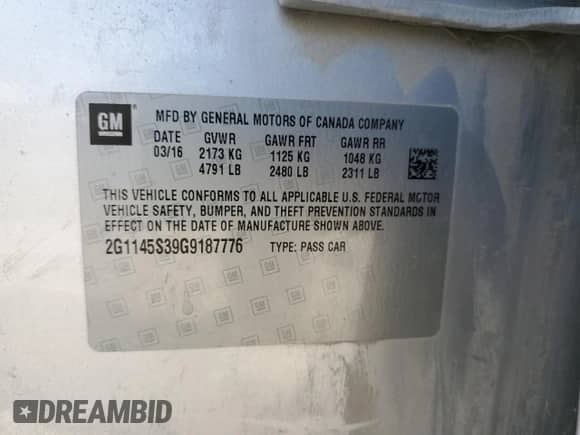 GM
MFD BY GENERAL MOTORS OF CANADA COMPANY
DATE GVWR GAWR FRT GAWR RR
03/16 2173 KG 1125 KG 1048 KG
4791 LB 2480 LB 2311 LB
THIS VEHICLE CONFORMS TO ALL APPLICABLE U.S. FEDERAL MOTOR
VEHICLE SAFETY, BUMPER, AND THEFT PREVENTION STANDARDS IN
EFFECT ON THE DATE OF MANUFACTURE SHOWN ABOVE.
2G1145S39G9187776 TYPE: PASS CAR
DREAMBID